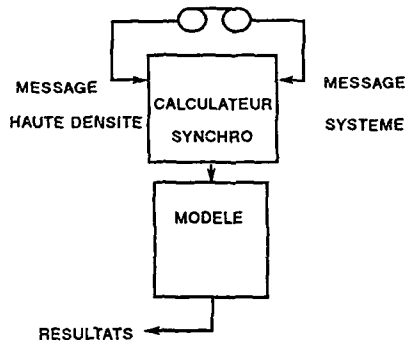 MESSAGE
HAUTE DENSITE
CALCULATEUR
SYNCHRO
MESSAGE
SYSTEME
MODELE
RESULTATS